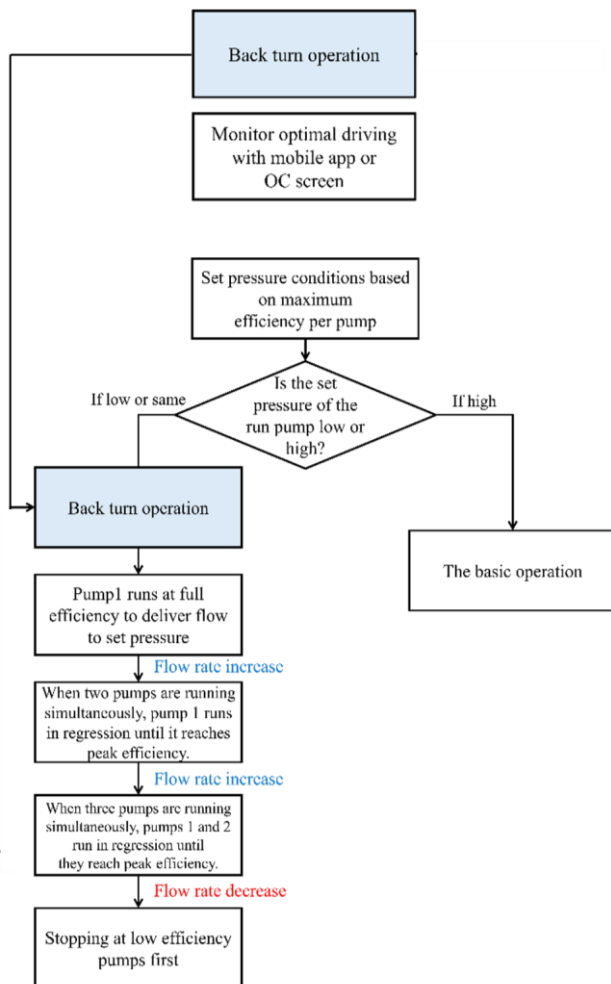 Back turn operation
Monitor optimal driving
with mobile app or
OC screen
Set pressure conditions based
on maximum
efficiency per pump
Is the set
pressure of the
run pump low or
high?
If low or same
If high
Back turn operation
The basic operation
Pump1 runs at full
efficiency to deliver flow
to set pressure
Flow rate increase
When two pumps are running
simultaneously, pump 1 runs
in regression until it reaches
peak efficiency.
Flow rate increase
When three pumps are running
simultaneously, pumps 1 and 2
run in regression until
they reach peak efficiency.
Flow rate decrease
Stopping at low efficiency
pumps first